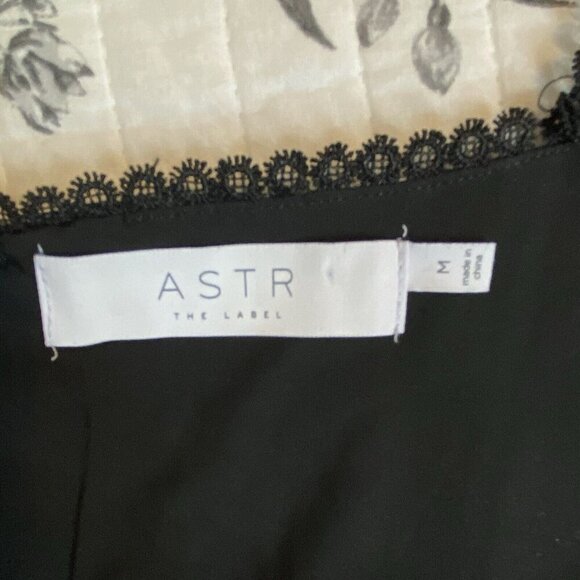 ASTR
THE LABEL
M
made in
china